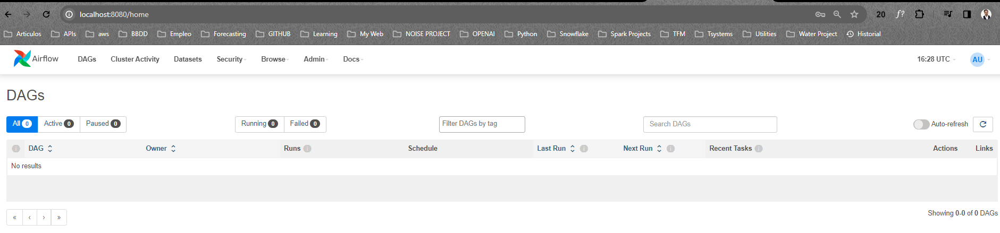 localhost:8080/home
20 f?
Articulos APIs aws BBDD Empleo Forecasting GITHUB Learning My Web NOISE PROJECT OPENAI Python Snowflake Spark Projects TFM Tsystems Utilities Water Project Historial
Airflow DAGs Cluster Activity Datasets Security Browse Admin Docs 16:28 UTC AU
DAGs
All 0 Active 0 Paused 0 Running 0 Failed 0 Filter DAGs by tag Search DAGs Auto-refresh
i DAG Owner Runs i Schedule Last Run i Next Run i Recent Tasks i Actions Links
No results
« ‹ › » Showing 0-0 of 0 DAGs